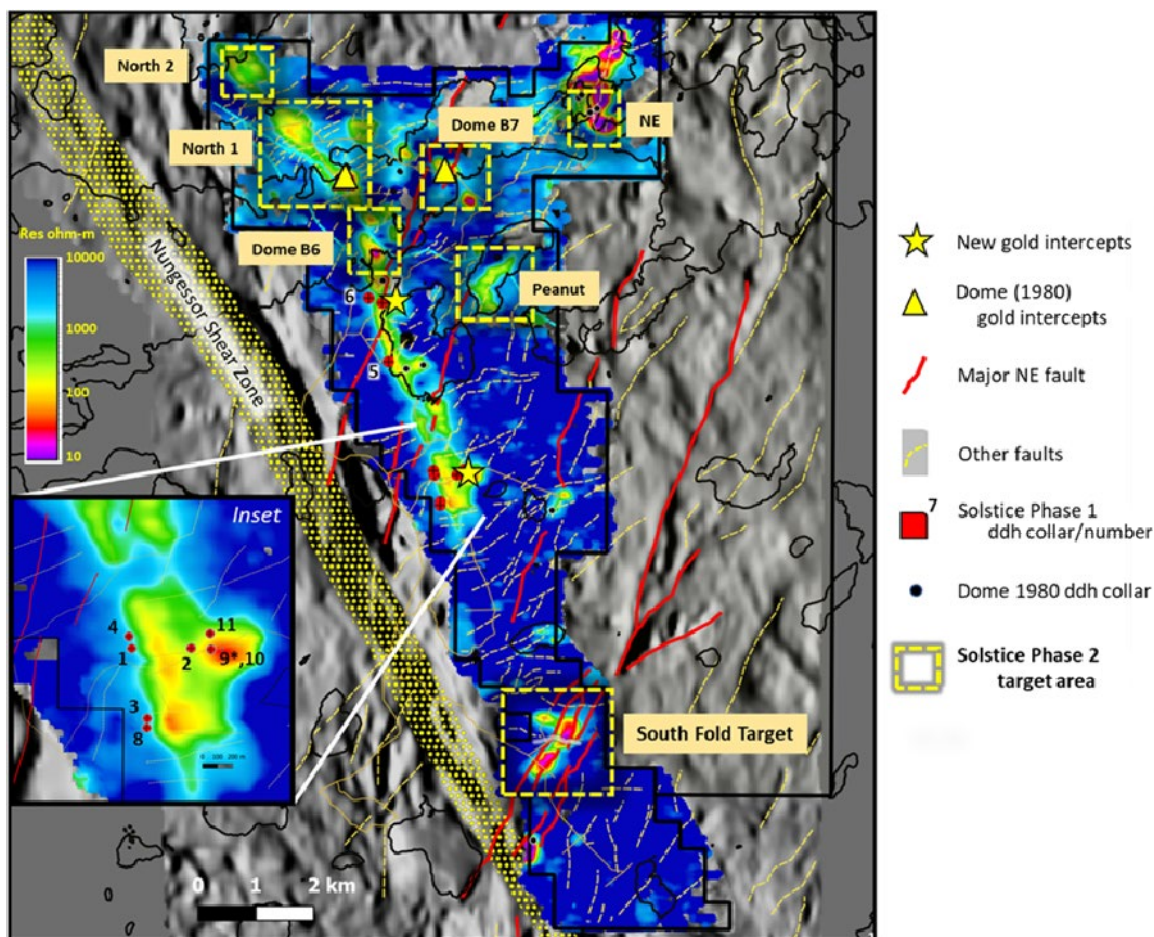 North 2
North 1
Dome B7
NE
Dome B6
Peanut
Res ohm-m
10000
1000
100
10
Nungessor Shear Zone
6
7
5
Inset
4
11
1
2
9*,10
3
8
South Fold Target
0 1 2 km
New gold intercepts
Dome (1980)
gold intercepts
Major NE fault
Other faults
7
Solstice Phase 1
ddh collar/number
Dome 1980 ddh collar
Solstice Phase 2
target area